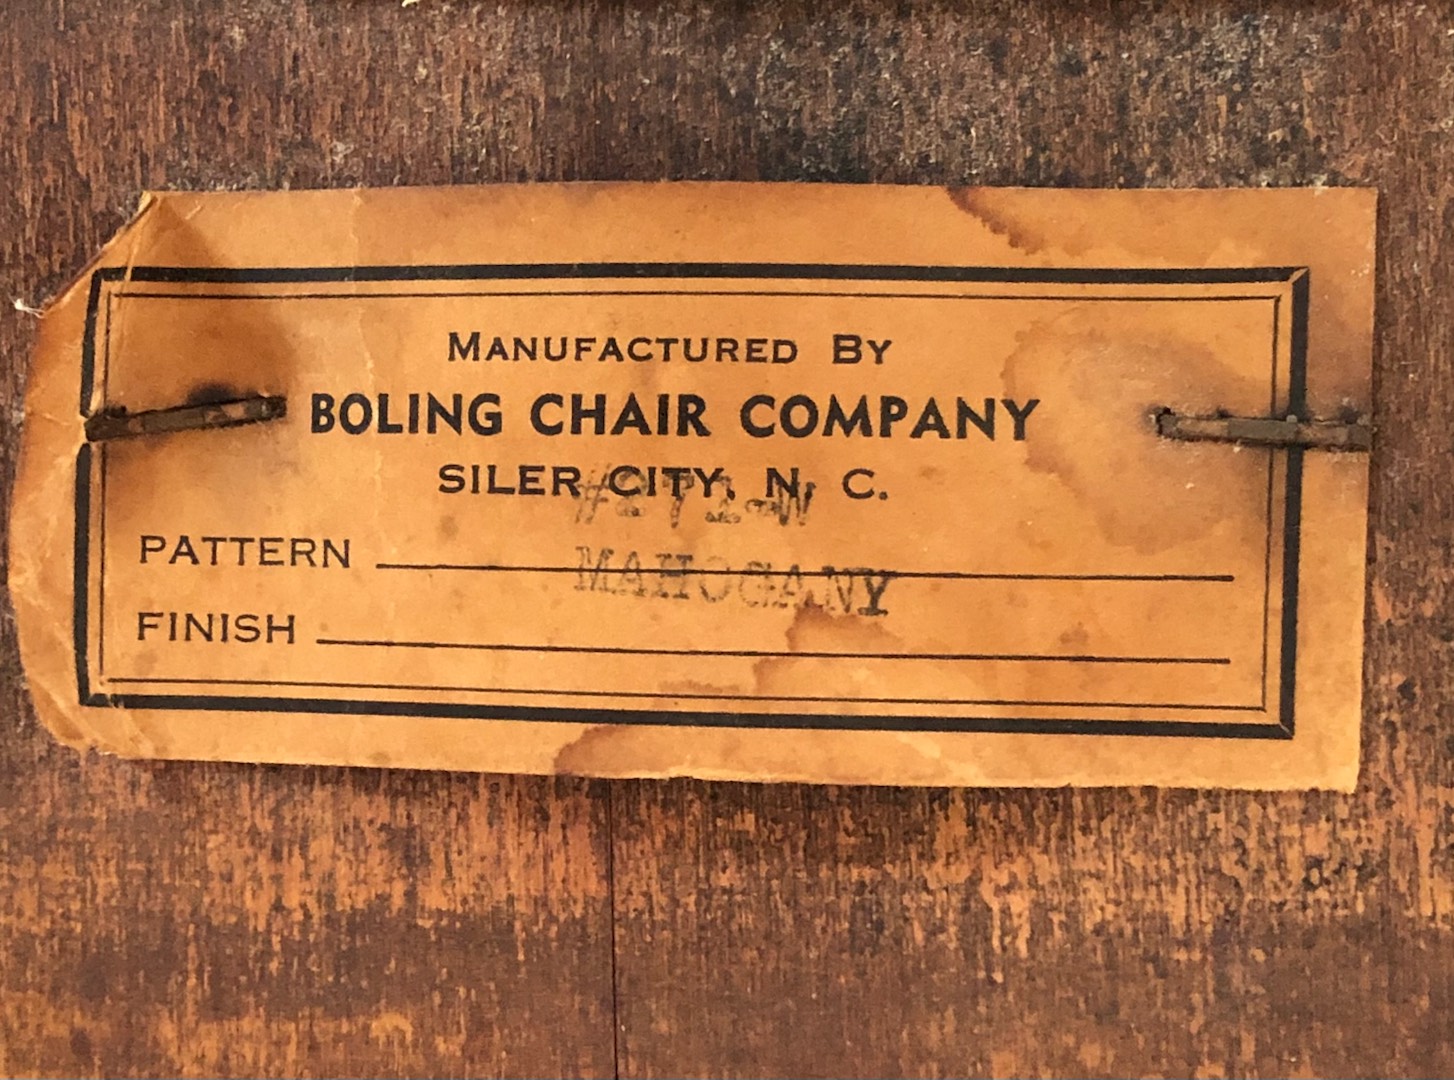 MANUFACTURED BY
BOLING CHAIR COMPANY
SILER CITY, N. C.
PATTERN
MAHOGANY
FINISH